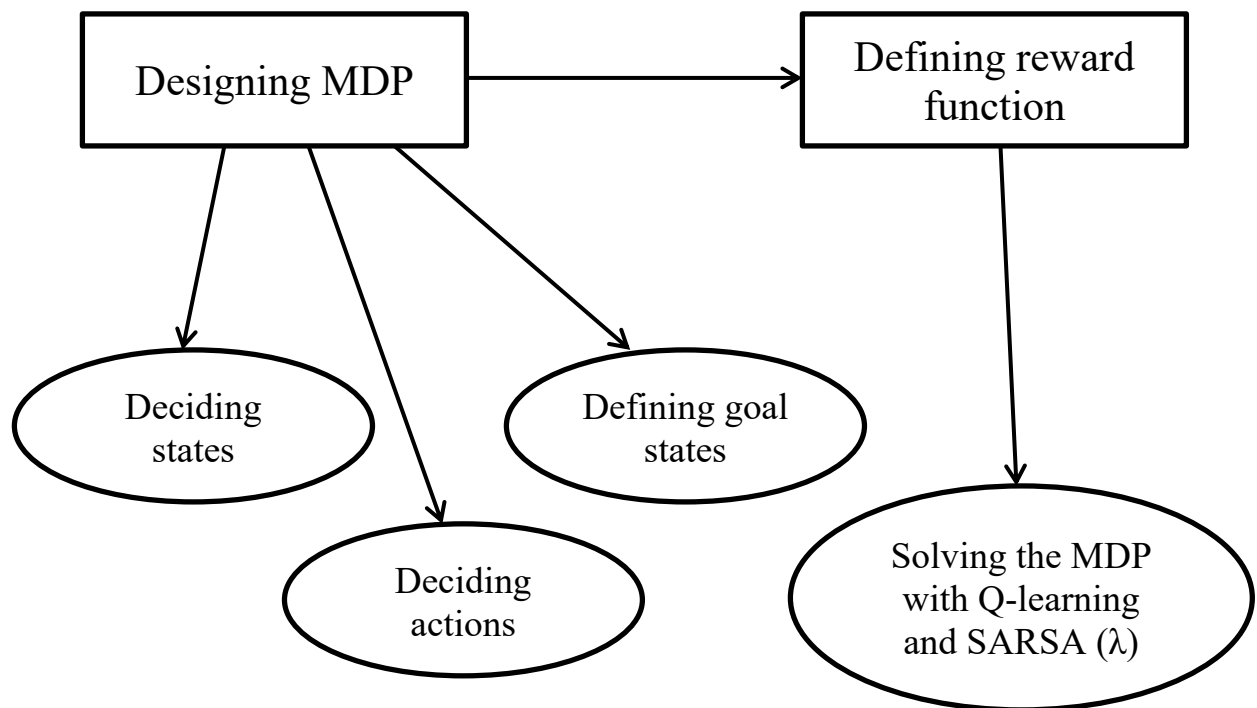 Designing MDP
Defining reward
function
Deciding
states
Defining goal
states
Deciding
actions
Solving the MDP
with Q-learning
and SARSA (λ)